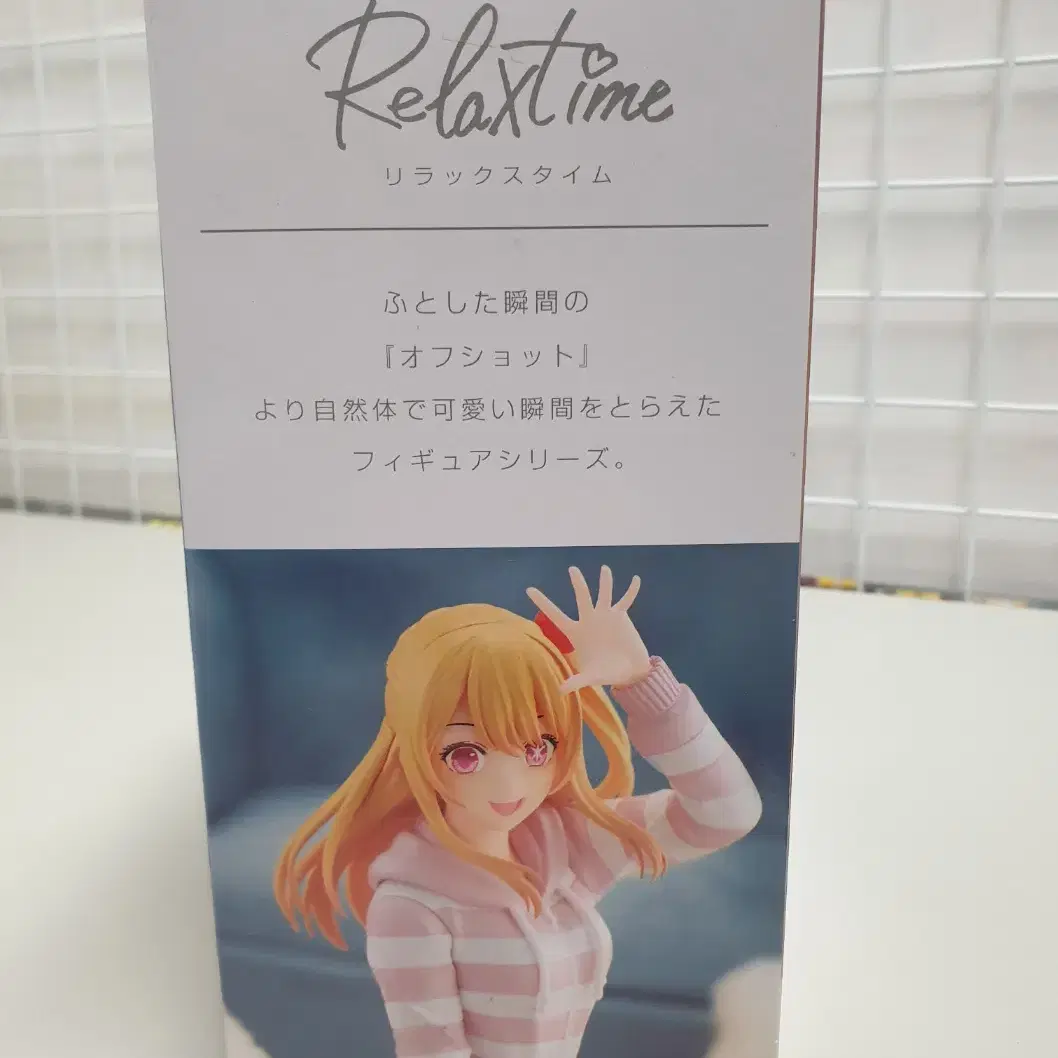 Relaxtime
リラックスタイム
ふとした瞬間の
『オフショット』
より自然体で可愛い瞬間をとらえた
フィギュアシリーズ。